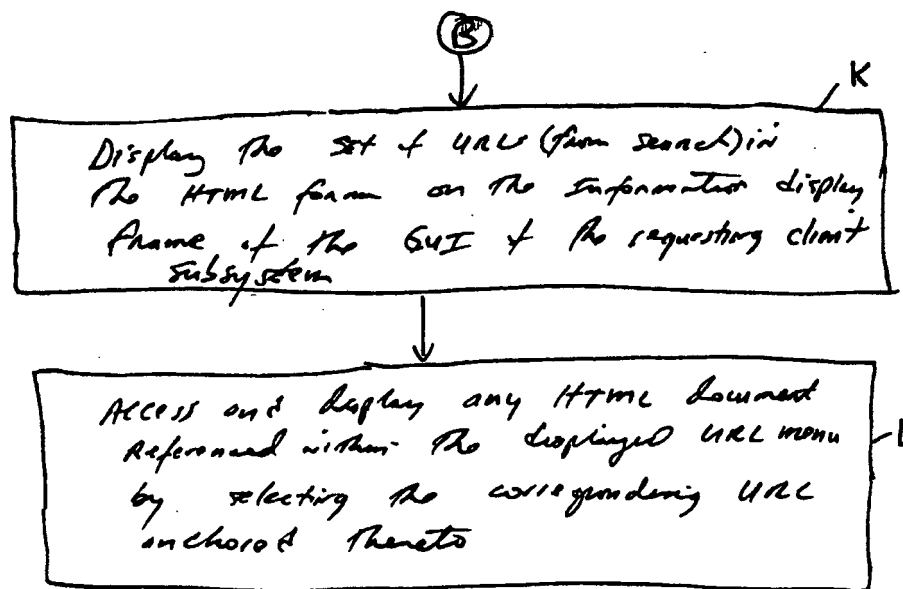 B
K
Display the set of URLs (from search) in
the HTML form on the Information display
frame of the GUI of the requesting client
subsystem
Access and display any HTML document
Referenced within the displayed URL menu
L
by selecting the corresponding URL
anchored thereto